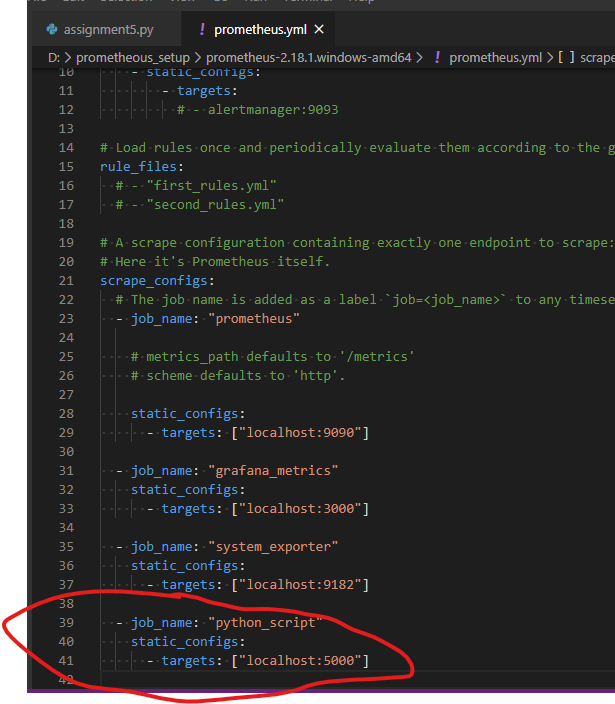 assignment5.py
! prometheus.yml ×
D: > prometheous_setup > prometheus-2.18.1.windows-amd64 > ! prometheus.yml > [ ] scrape
10 - static_configs:
11 - targets:
12 # - alertmanager:9093
13
14 # Load rules once and periodically evaluate them according to the g
15 rule_files:
16 # - "first_rules.yml"
17 # - "second_rules.yml"
18
19 # A scrape configuration containing exactly one endpoint to scrape:
20 # Here it's Prometheus itself.
21 scrape_configs:
22 # The job name is added as a label `job=<job_name>` to any timese
23 - job_name: "prometheus"
24
25 # metrics_path defaults to '/metrics'
26 # scheme defaults to 'http'.
27
28 static_configs:
29 - targets: ["localhost:9090"]
30
31 - job_name: "grafana_metrics"
32 static_configs:
33 - targets: ["localhost:3000"]
34
35 - job_name: "system_exporter"
36 static_configs:
37 - targets: ["localhost:9182"]
38
39 - job_name: "python_script"
40 static_configs:
41 - targets: ["localhost:5000"]
42